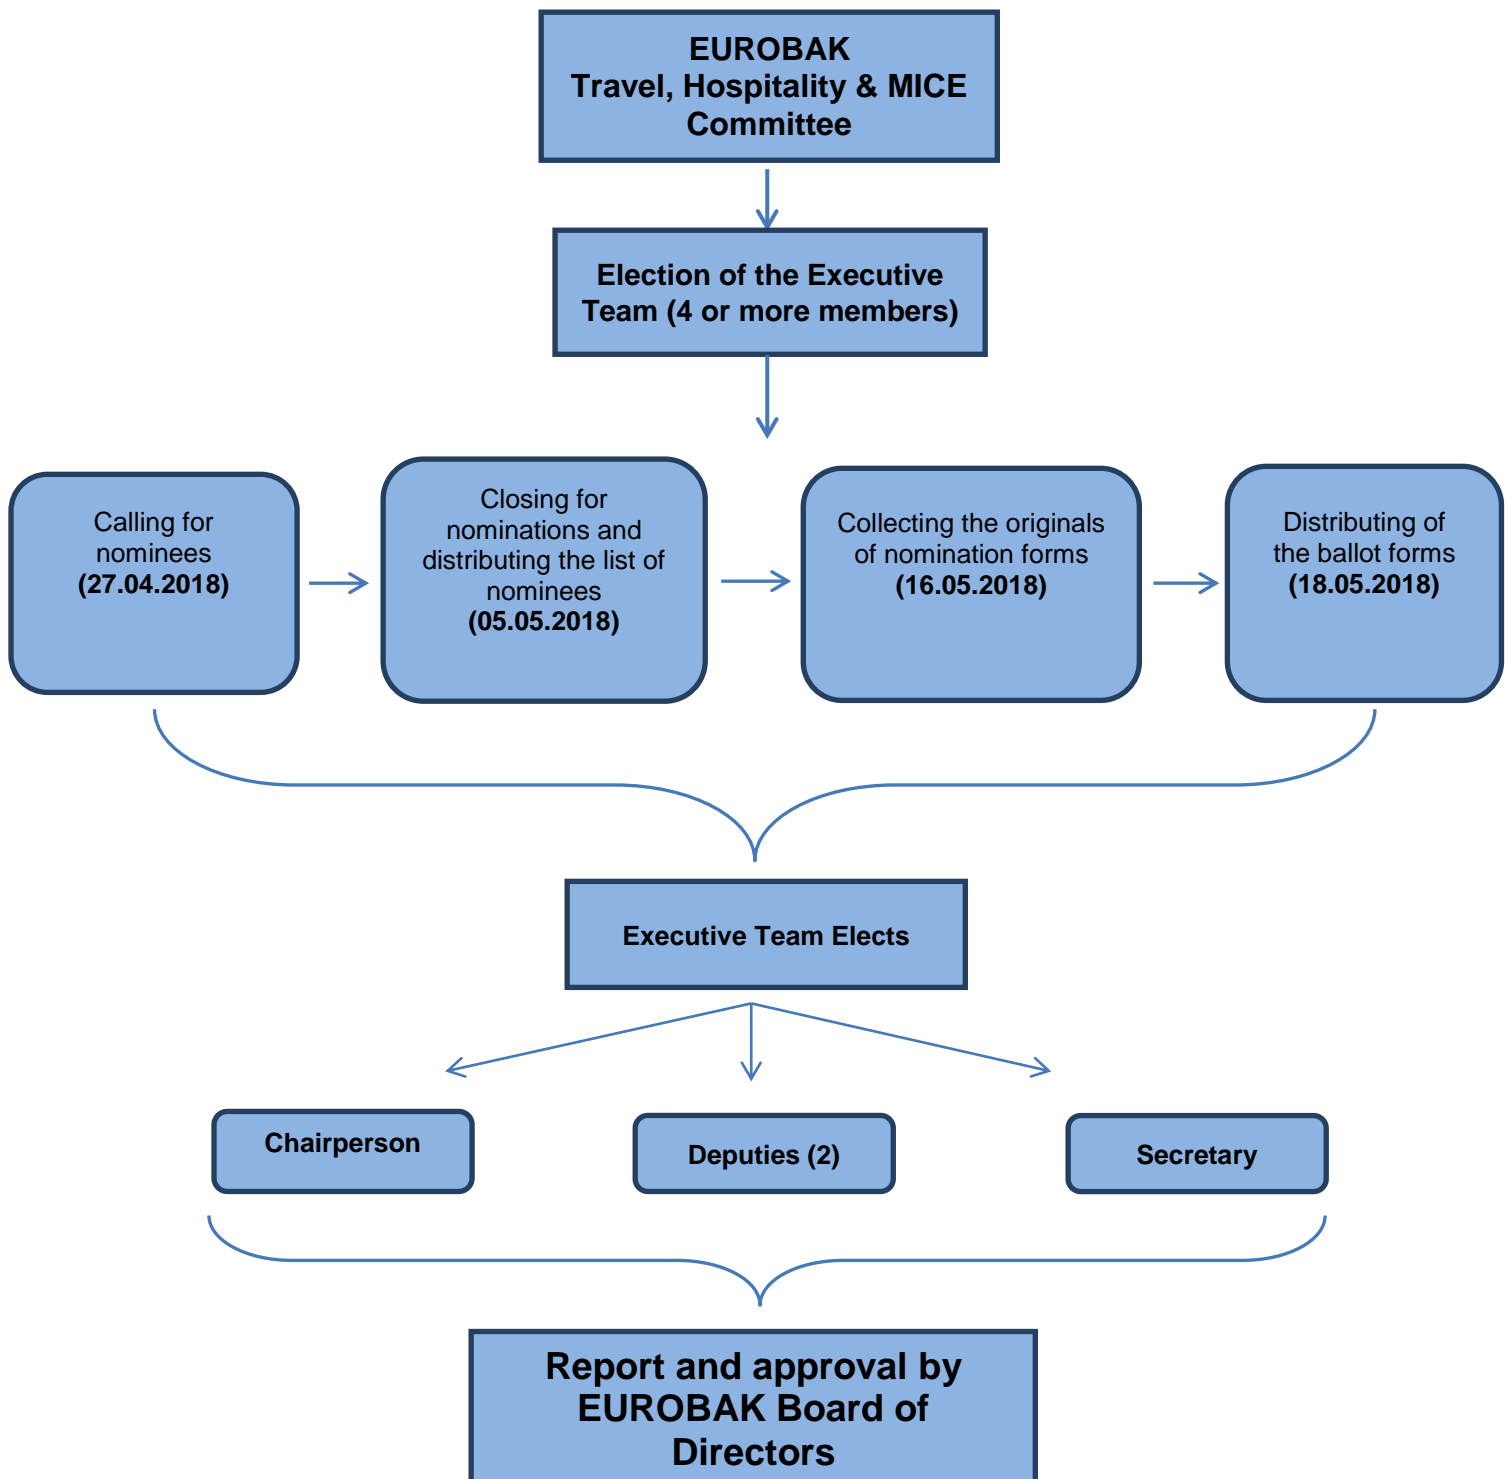 EUROBAK
Travel, Hospitality & MICE
Committee
Election of the Executive
Team (4 or more members)
Calling for
nominees
(27.04.2018)
Closing for
nominations and
distributing the list of
nominees
(05.05.2018)
Collecting the originals
of nomination forms
(16.05.2018)
Distributing of
the ballot forms
(18.05.2018)
Executive Team Elects
Chairperson
Deputies (2)
Secretary
Report and approval by
EUROBAK Board of
Directors